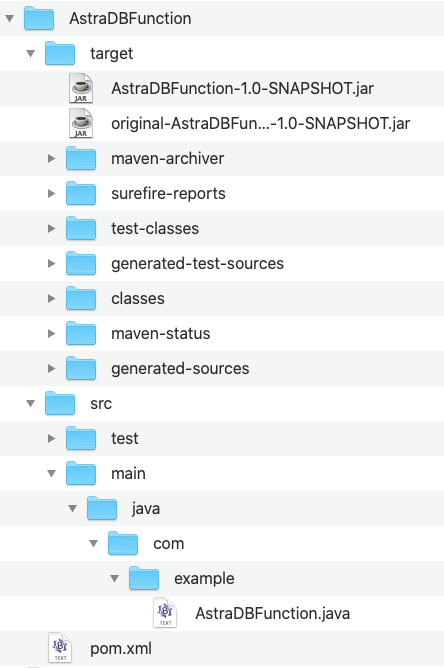 AstraDBFunction
target
AstraDBFunction-1.0-SNAPSHOT.jar
JAR
original-AstraDBFun...-1.0-SNAPSHOT.jar
JAR
maven-archiver
surefire-reports
test-classes
generated-test-sources
classes
maven-status
generated-sources
src
test
main
java
com
example
AstraDBFunction.java
TEXT
pom.xml
TEXT